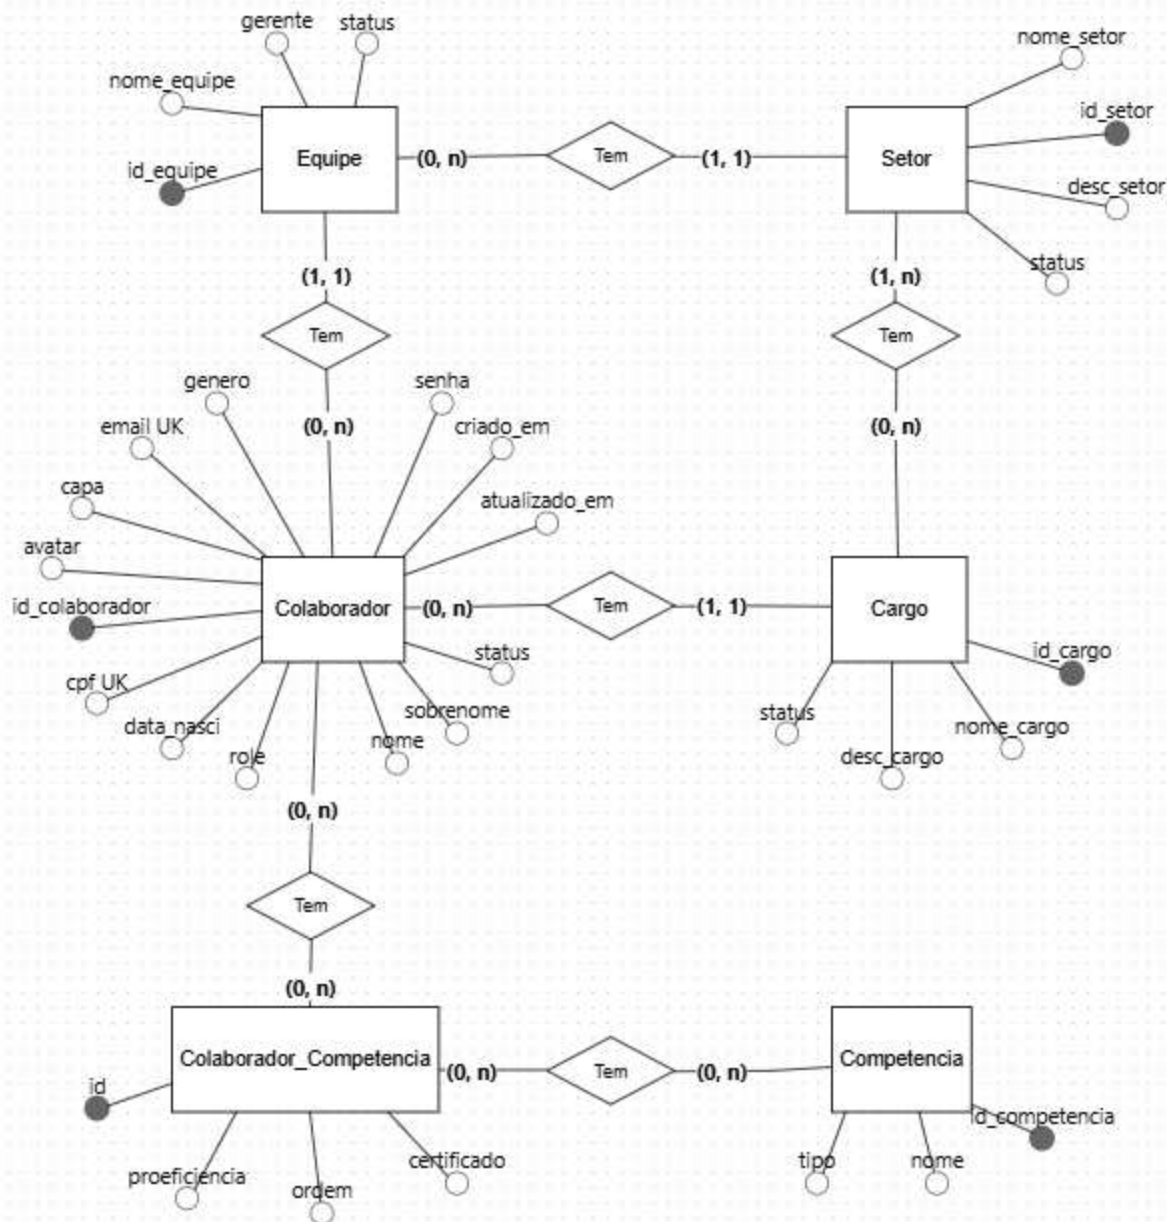 gerente
status
nome_equipe
id_equipe
Equipe
(0, n)
Tem
(1, 1)
Setor
nome_setor
id_setor
desc_setor
status
(1, 1)
Tem
(0, n)
(1, n)
Tem
(0, n)
genero
senha
email UK
criado_em
capa
atualizado_em
avatar
id_colaborador
Colaborador
(0, n)
Tem
(1, 1)
Cargo
cpf UK
data_nasci
role
nome
sobrenome
status
id_cargo
status
desc_cargo
nome_cargo
(0, n)
Tem
(0, n)
Colaborador_Competencia
(0, n)
Tem
(0, n)
Competencia
id
proeficiencia
ordem
certificado
id_competencia
tipo
nome